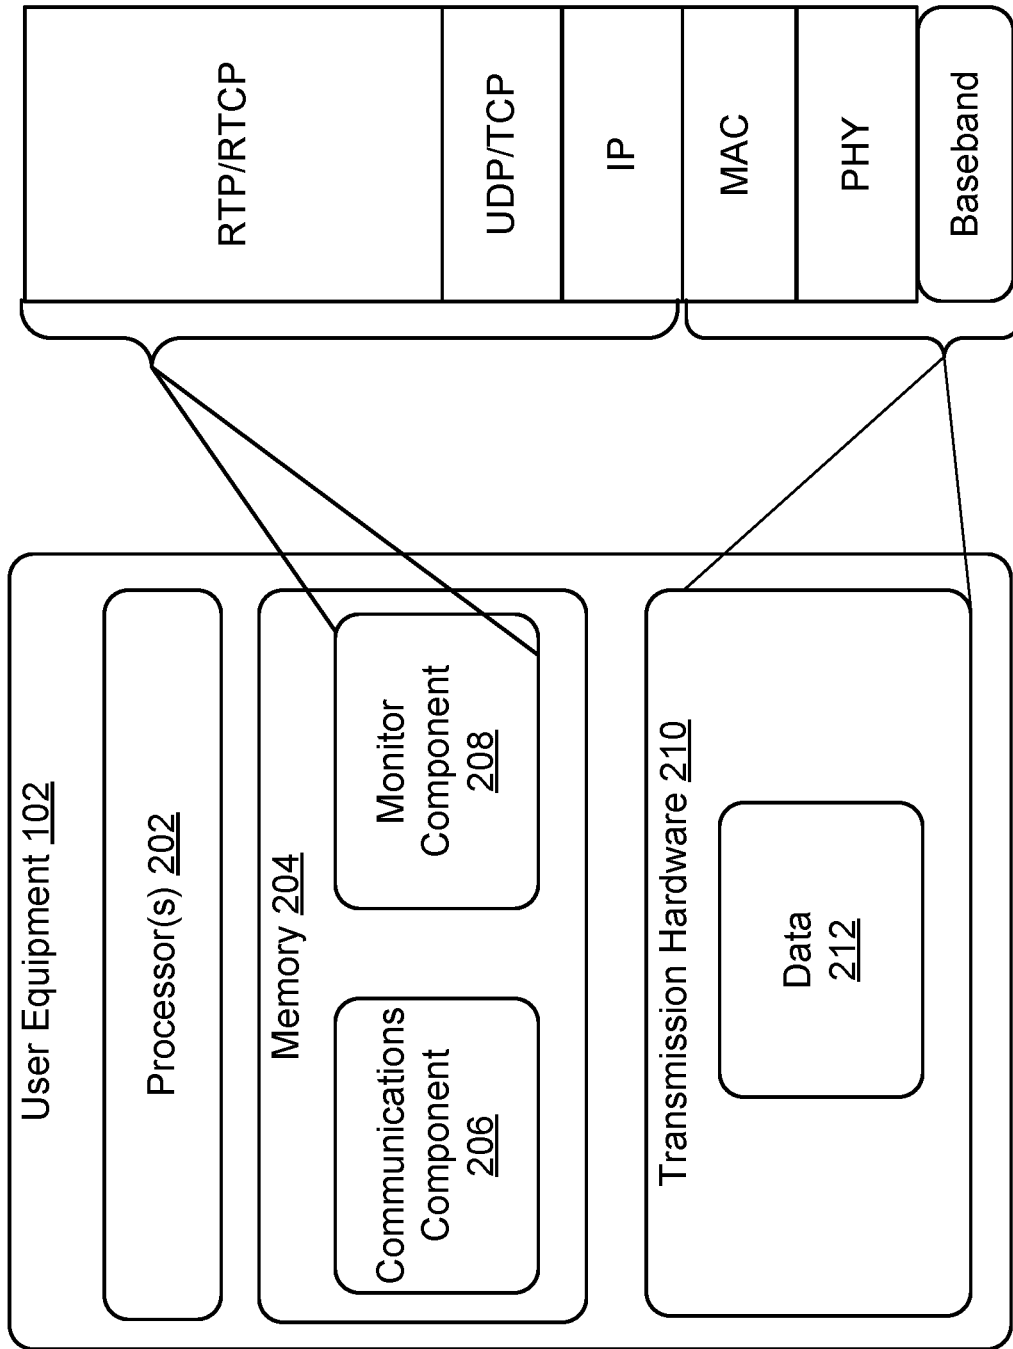 User Equipment 102
Processor(s) 202
Memory 204
Communications
Component
206
Monitor
Component
208
Transmission Hardware 210
Data
212
RTP/RTCP
UDP/TCP
IP
MAC
PHY
Baseband